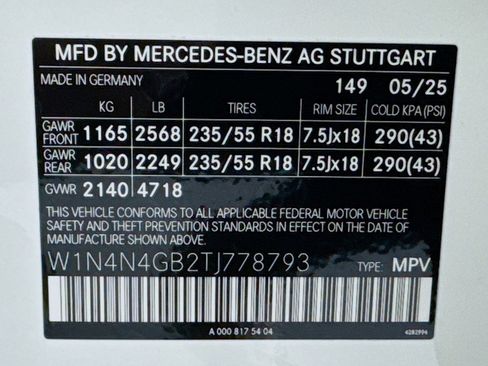 MFD BY MERCEDES-BENZ AG STUTTGART
MADE IN GERMANY 149 05/25
KG LB TIRES RIM SIZE COLD KPA(PSI)
GAWR FRONT 1165 2568 235/55 R18 7.5Jx18 290(43)
GAWR REAR 1020 2249 235/55 R18 7.5Jx18 290(43)
GVWR 2140 4718
THIS VEHICLE CONFORMS TO ALL APPLICABLE FEDERAL MOTOR VEHICLE
SAFETY AND THEFT PREVENTION STANDARDS IN EFFECT ON THE DATE OF
MANUFACTURE SHOWN ABOVE.
W1N4N4GB2TJ778793 TYPE: MPV
A 000 817 54 04 4282994